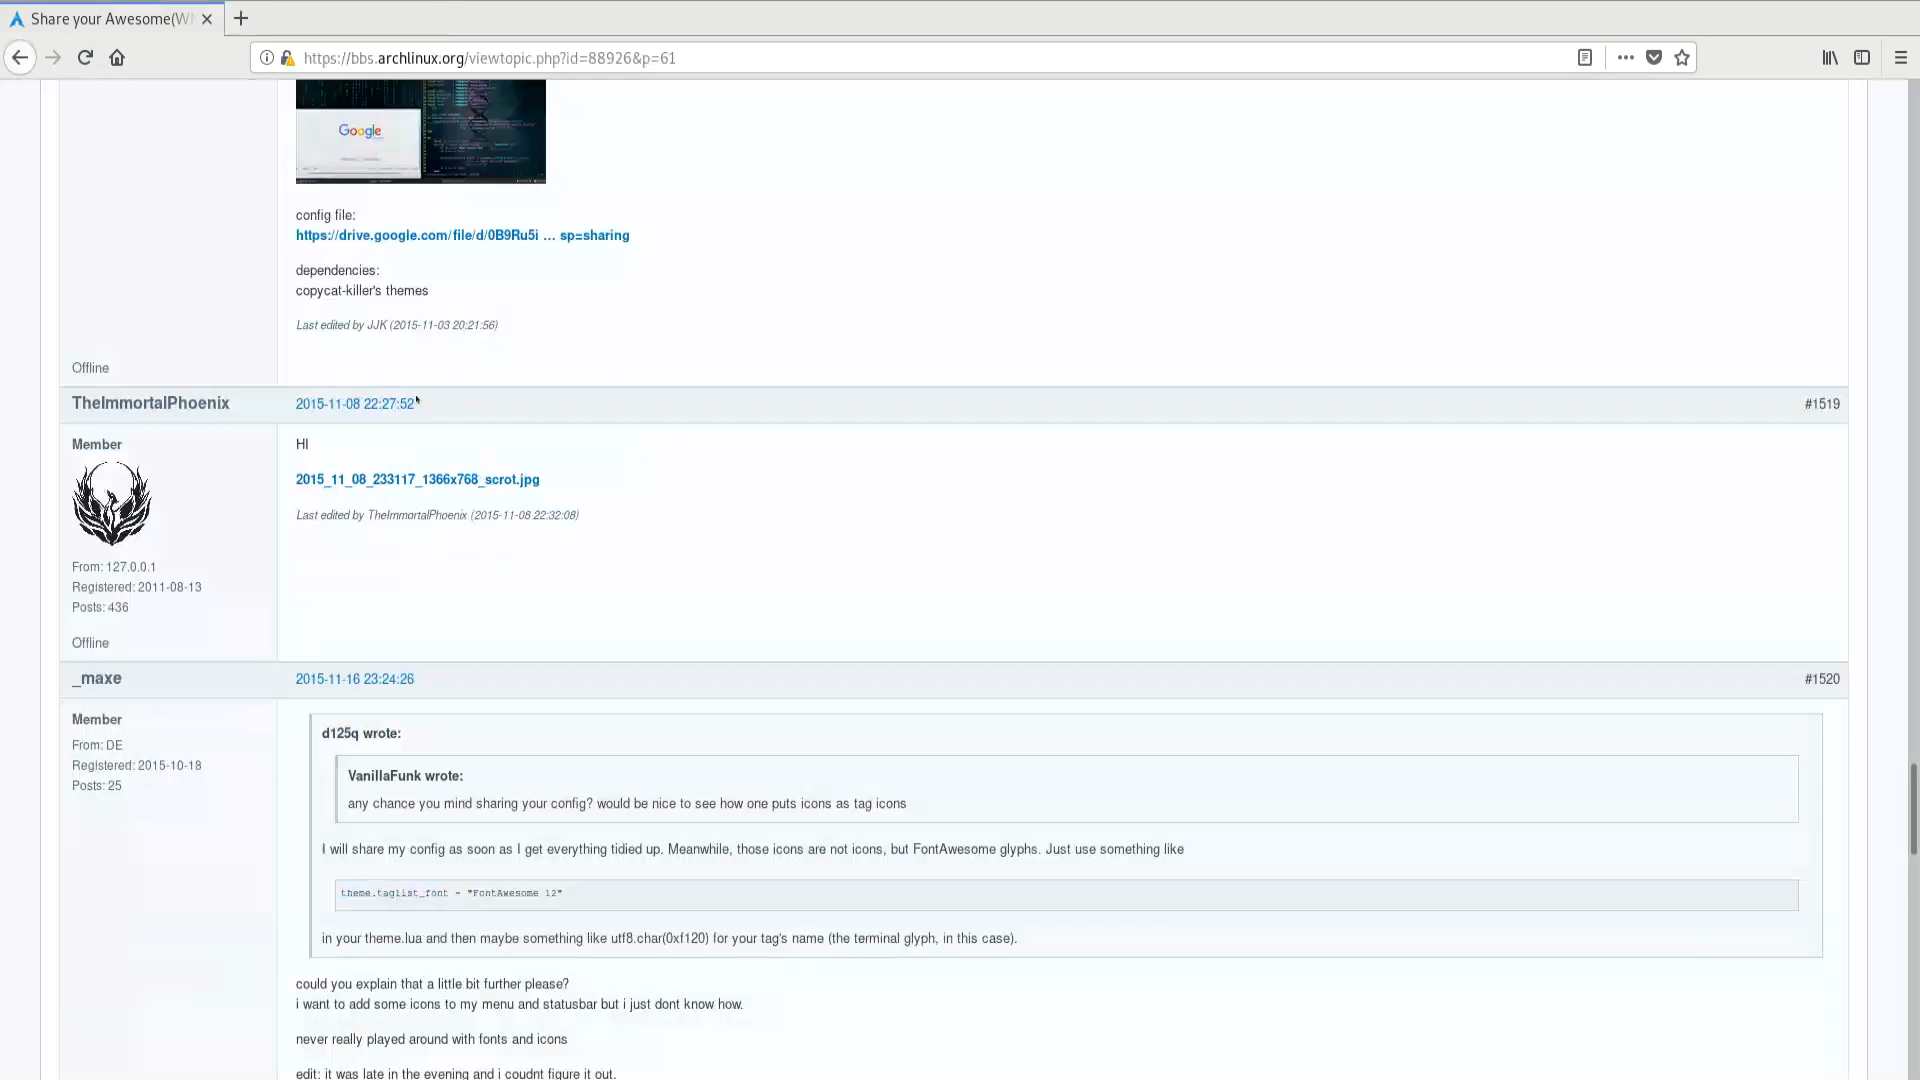 Share your Awesome(W
https://bbs.archlinux.org/viewtopic.php?id=88926&p=61
Google
config file:
https://drive.google.com/file/d/0B9Ru5i … sp=sharing
dependencies:
copycat-killer's themes
Last edited by JJK (2015-11-03 20:21:56)
Offline
TheImmortalPhoenix
2015-11-08 22:27:52
#1519
Member
HI
2015_11_08_233117_1366x768_scrot.jpg
Last edited by TheImmortalPhoenix (2015-11-08 22:32:08)
From: 127.0.0.1
Registered: 2011-08-13
Posts: 436
Offline
_maxe
2015-11-16 23:24:26
#1520
Member
From: DE
Registered: 2015-10-18
Posts: 25
d125q wrote:
VanillaFunk wrote:
any chance you mind sharing your config? would be nice to see how one puts icons as tag icons
I will share my config as soon as I get everything tidied up. Meanwhile, those icons are not icons, but FontAwesome glyphs. Just use something like
theme.taglist_font = "FontAwesome 12"
in your theme.lua and then maybe something like utf8.char(0xf120) for your tag's name (the terminal glyph, in this case).
could you explain that a little bit further please?
i want to add some icons to my menu and statusbar but i just dont know how.
never really played around with fonts and icons
edit: it was late in the evening and i coudnt figure it out.